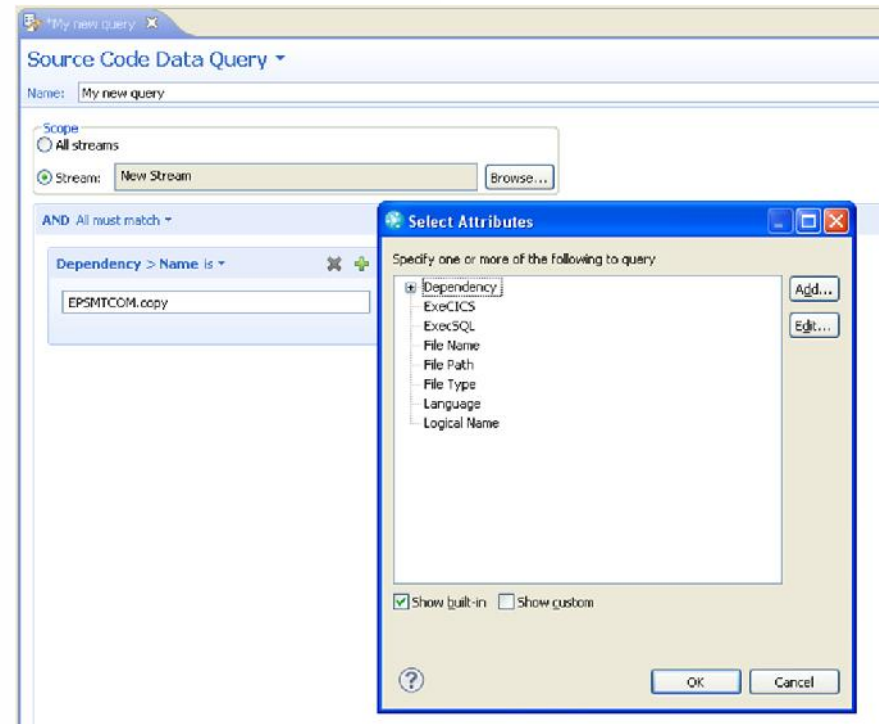 *My new query
Source Code Data Query
Name: My new query
Scope
All streams
Stream: New Stream Browse...
AND All must match
Dependency > Name is
EPSMTCOM.copy
Select Attributes
Specify one or more of the following to query
Dependency
ExeCICS
ExecSQL
File Name
File Path
File Type
Language
Logical Name
Add...
Edit...
Show built-in Show custom
? OK Cancel